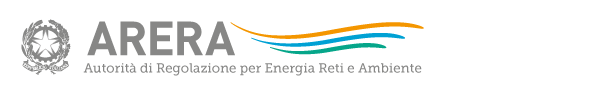 ARERA
Autorità di Regolazione per Energia Reti e Ambiente